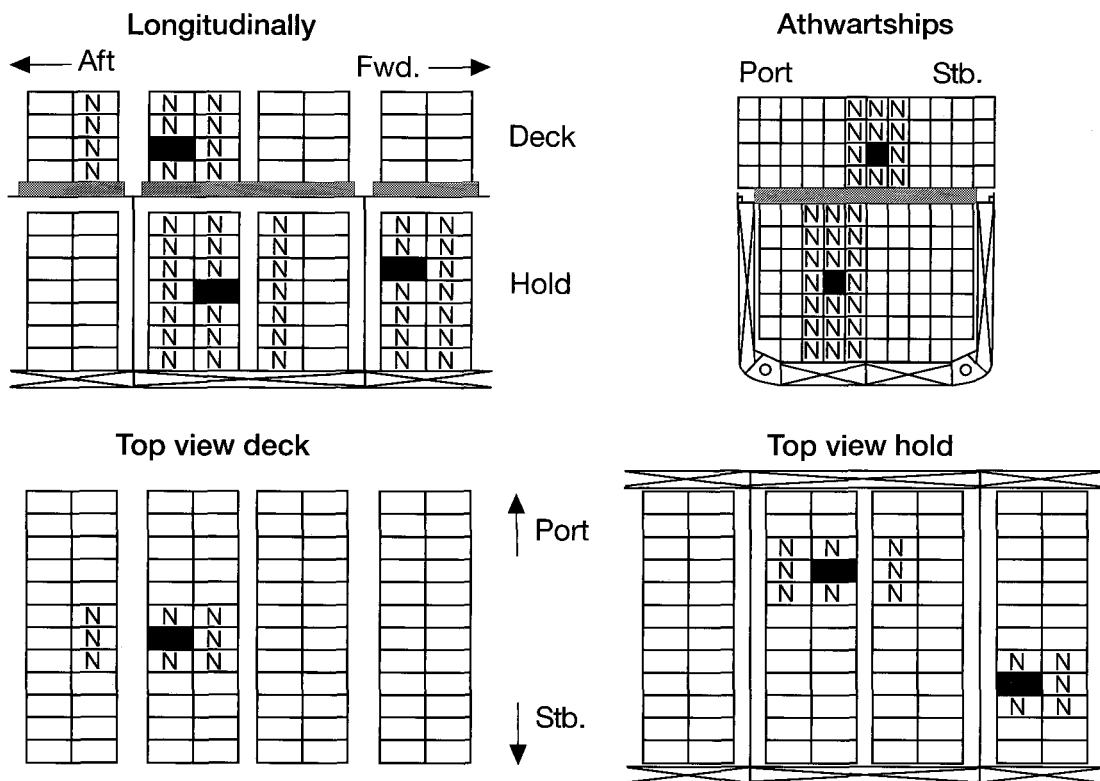 Longitudinally
Aft Fwd.
N N N
N N N
N N
N N N
Deck
N N N N N
N N N N N
N N N N
N N N N
N N N N N
N N N N N
N N N N N
Hold
Athwartships
Port Stb.
N N N
N N N
N N
N N N
N N N
N N N
N N N
N N
N N N
N N N
N N N
Top view deck
N N N
N N
N N N
Port
Stb.
Top view hold
N N N
N N
N N N
N N
N
N N